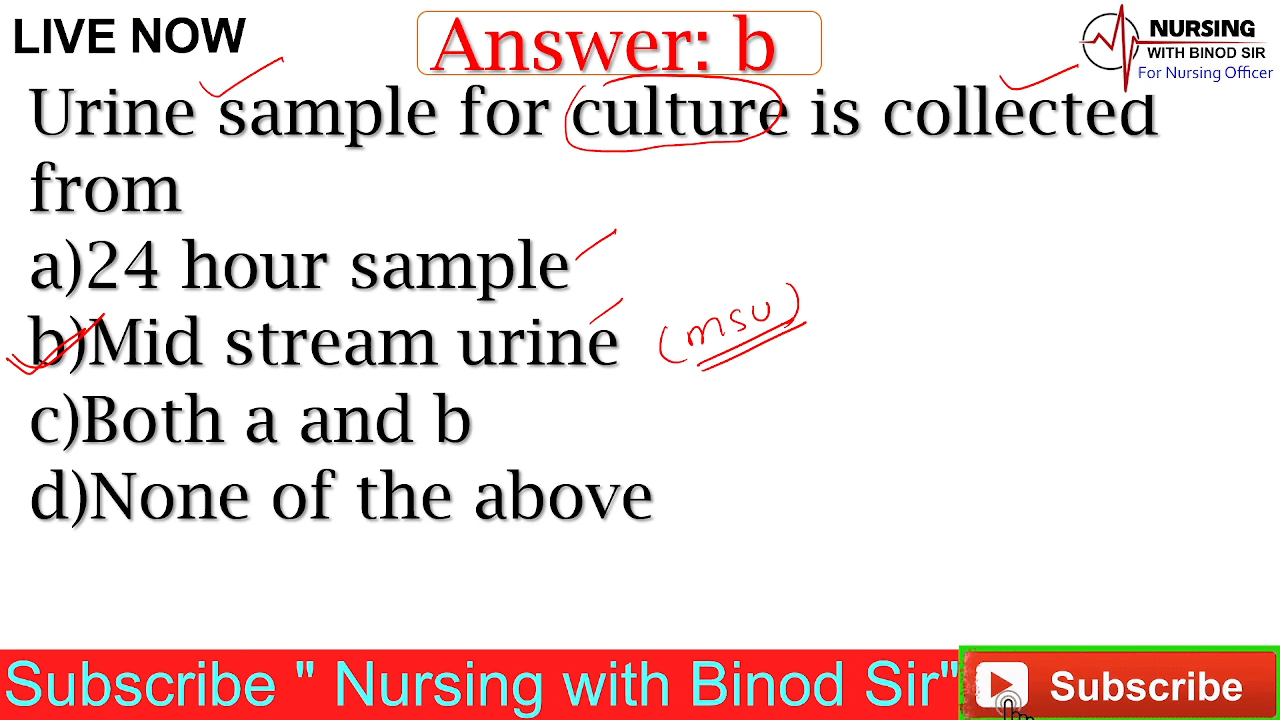 LIVE NOW
Answer: b
NURSING
WITH BINOD SIR
For Nursing Officer
Urine sample for culture is collected
from
a)24 hour sample
b)Mid stream urine (msu)
c)Both a and b
d)None of the above
Subscribe " Nursing with Binod Sir"
Subscribe